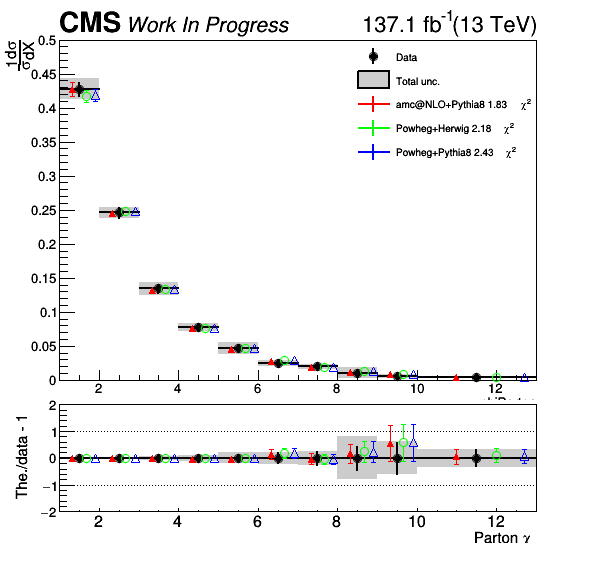 CMS Work In Progress 137.1 fb⁻¹(13 TeV)
1 dσ
σ dX
0.5
0.45
0.4
0.35
0.3
0.25
0.2
0.15
0.1
0.05
0
Data
Total unc.
amc@NLO+Pythia8 1.83 χ²
Powheg+Herwig 2.18 χ²
Powheg+Pythia8 2.43 χ²
2 4 6 8 10 12
The./data - 1
2
1
0
−1
−2
2 4 6 8 10 12
Parton χ